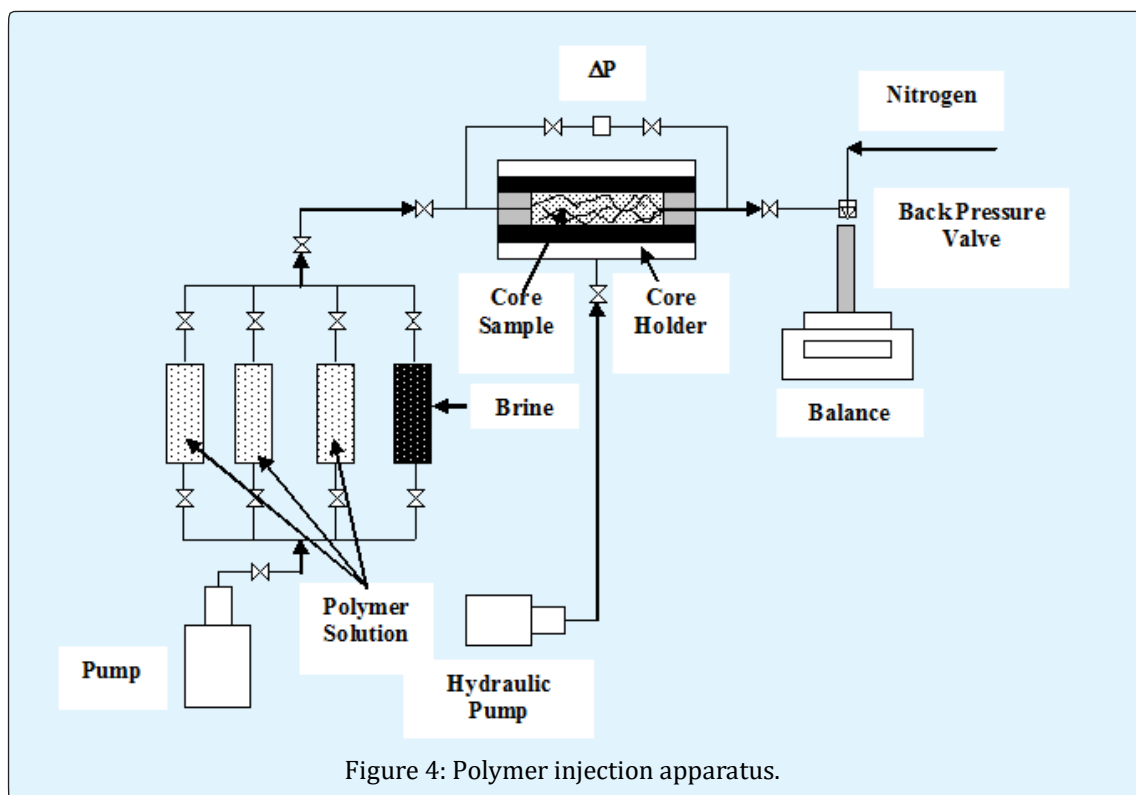 ΔP
Nitrogen
Back Pressure
Valve
Core
Sample
Core
Holder
Brine
Balance
Polymer
Solution
Pump
Hydraulic
Pump
Figure 4: Polymer injection apparatus.